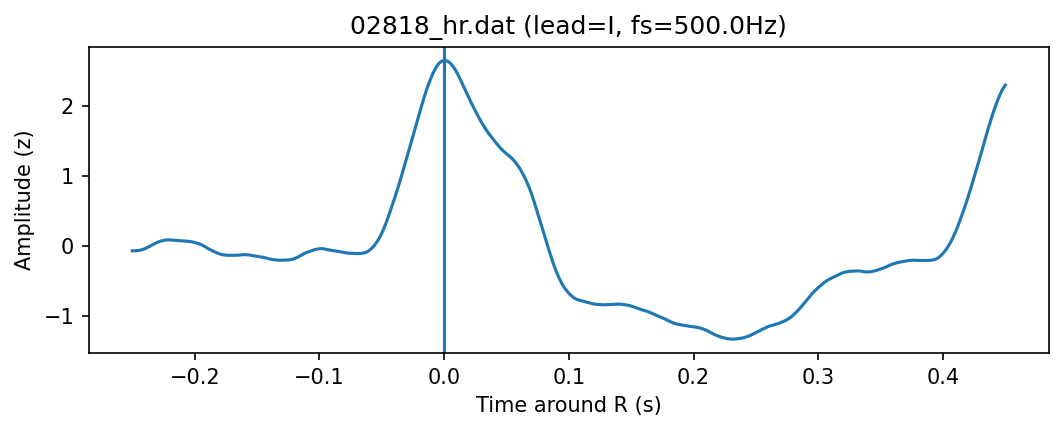 02818_hr.dat (lead=I, fs=500.0Hz)
Amplitude (z)
2
1
0
−1
−0.2 −0.1 0.0 0.1 0.2 0.3 0.4
Time around R (s)